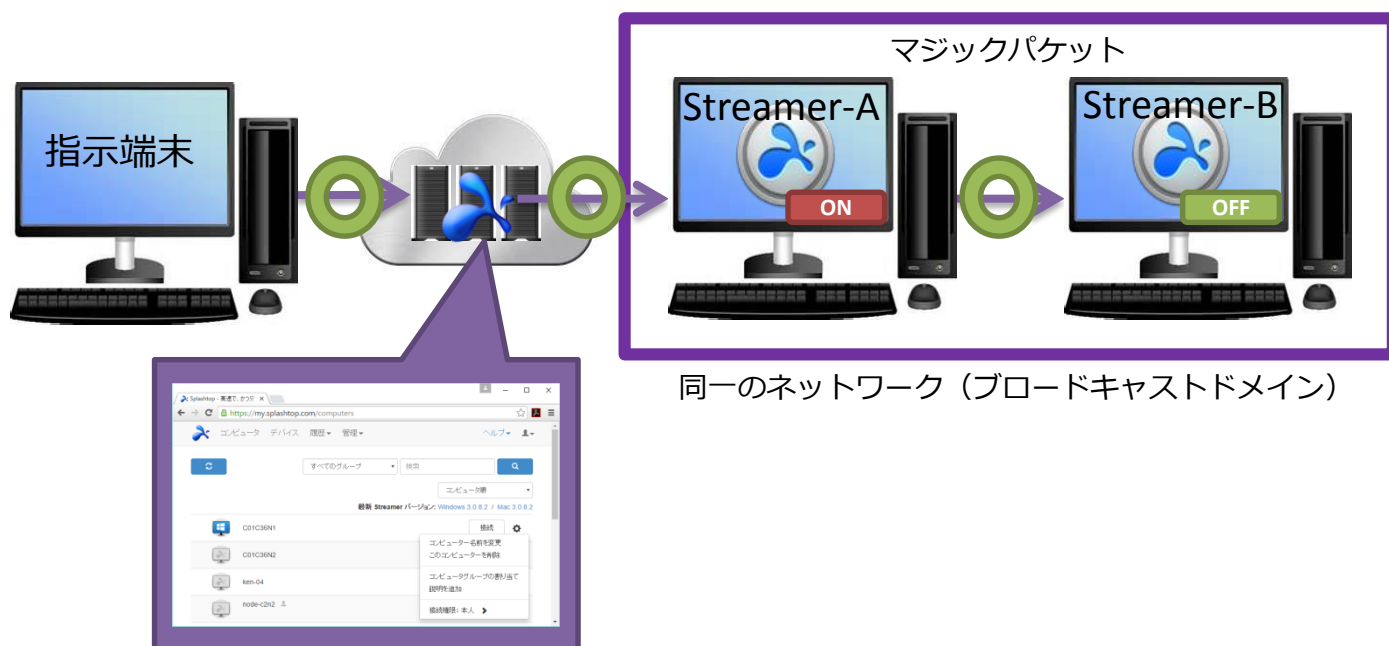 マジックパケット
指示端末
Streamer-A
ON
Streamer-B
OFF
同一のネットワーク（ブロードキャストドメイン）
https://my.splashtop.com/computers
コンピュータ デバイス 履歴 管理 ヘルプ
すべてのグループ 検索
コンピュータ順
最新 Streamer バージョン: Windows 3.0.8.2 / Mac 3.0.8.2
C01C36N1 接続
コンピューター名前を変更
C01C36N2 このコンピューターを削除
コンピュータグループの割り当て
ken-04 説明を追加
node-c2n2
接続権限: 本人